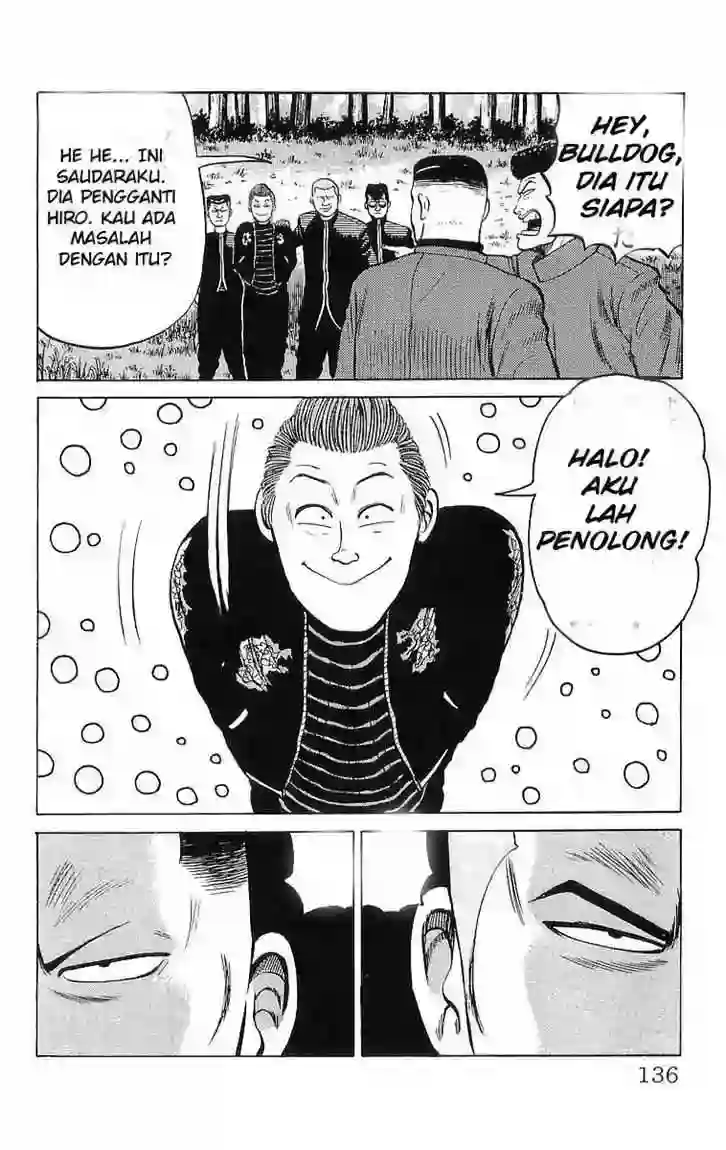 HEY,
BULLDOG,
DIA ITU
SIAPA?
HE HE... INI
SAUDARAKU.
DIA PENGGANTI
HIRO. KAU ADA
MASALAH
DENGAN ITU?
HALO!
AKU
LAH
PENOLONG!
136